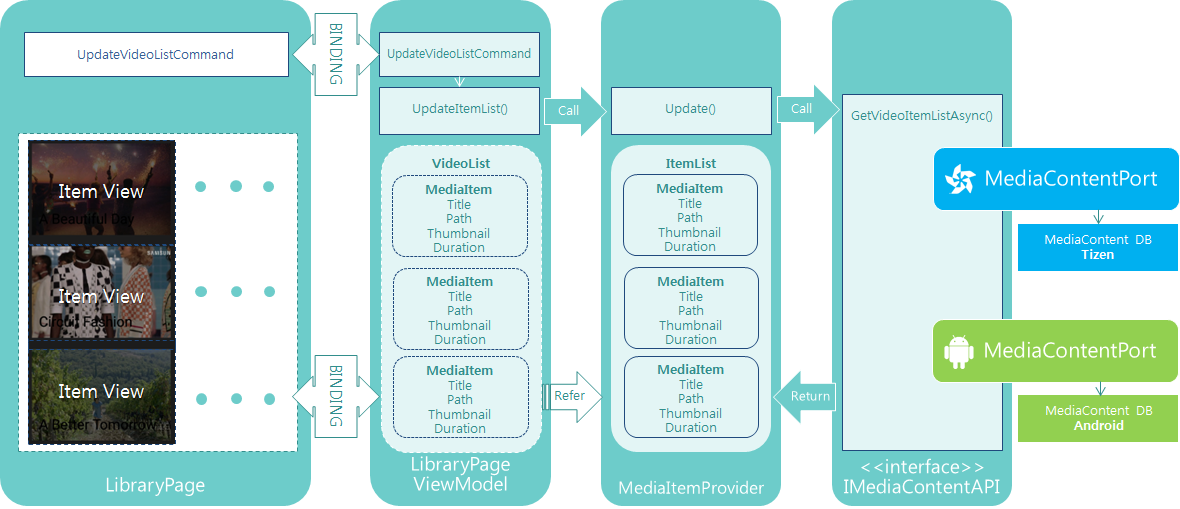 UpdateVideoListCommand
Item View
A Beautiful Day
SAMSUN
Item View
Circuit Fashion
Item View
A Better Tomorrow
LibraryPage
BINDING
BINDING
UpdateVideoListCommand
UpdateItemList()
VideoList
MediaItem
Title
Path
Thumbnail
Duration
MediaItem
Title
Path
Thumbnail
Duration
MediaItem
Title
Path
Thumbnail
Duration
LibraryPage
ViewModel
Call
Refer
Update()
ItemList
MediaItem
Title
Path
Thumbnail
Duration
MediaItem
Title
Path
Thumbnail
Duration
MediaItem
Title
Path
Thumbnail
Duration
MediaItemProvider
Call
Return
GetVideoItemListAsync()
MediaContentPort
MediaContent DB
Tizen
MediaContentPort
MediaContent DB
Android
<<interface>>
IMediaContentAPI